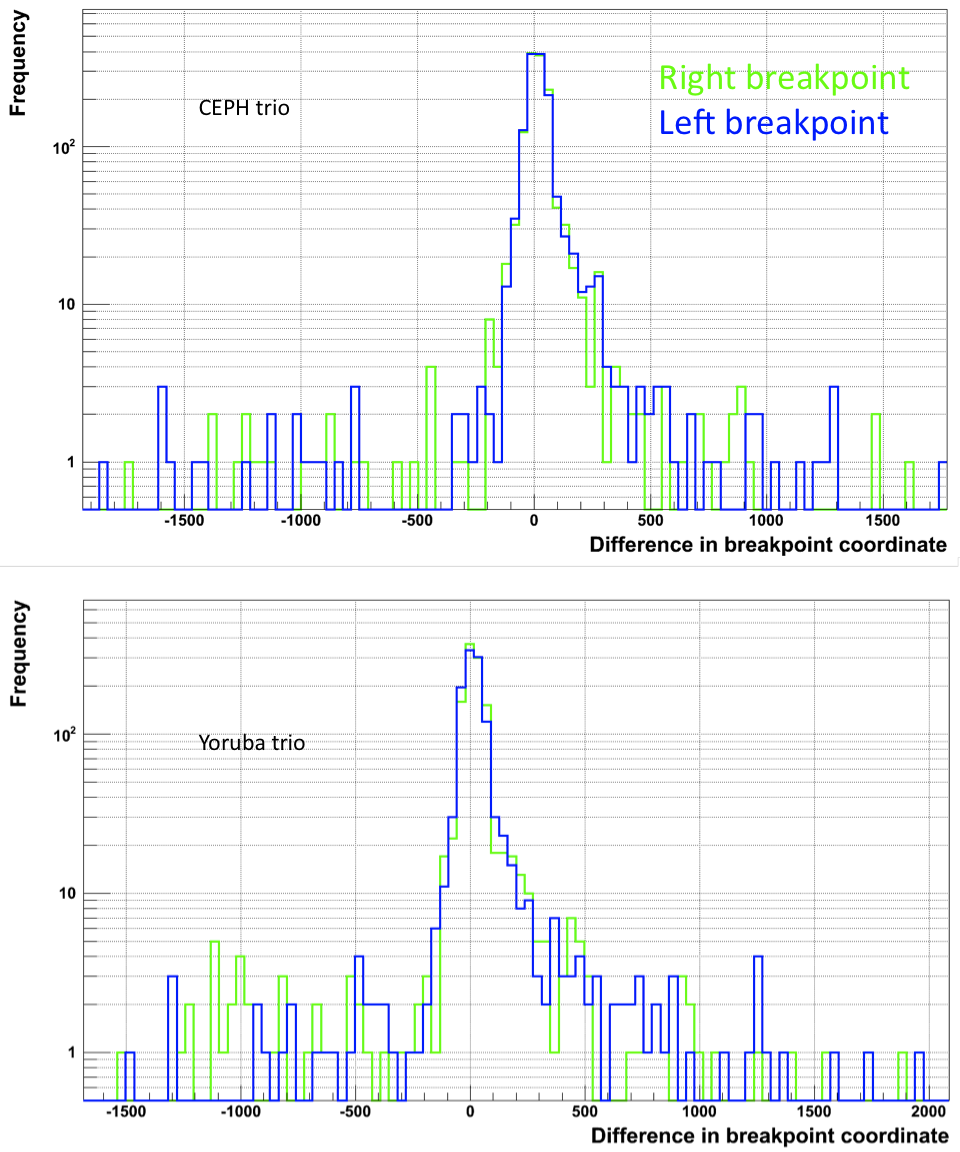 Frequency
CEPH trio
Right breakpoint
Left breakpoint
10²
10
1
-1500 -1000 -500 0 500 1000 1500
Difference in breakpoint coordinate
Frequency
Yoruba trio
10²
10
1
-1500 -1000 -500 0 500 1000 1500 2000
Difference in breakpoint coordinate